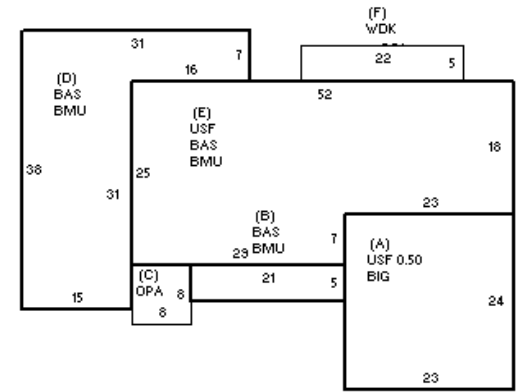 (F)
WDK
22
5
31
7
16
(D)
BAS
BMU
52
(E)
USF
BAS
BMU
18
38
31
25
23
(B)
BAS
BMU
7
29
(A)
USF 0.50
BIG
(C)
OPA
8
8
21
5
24
15
23